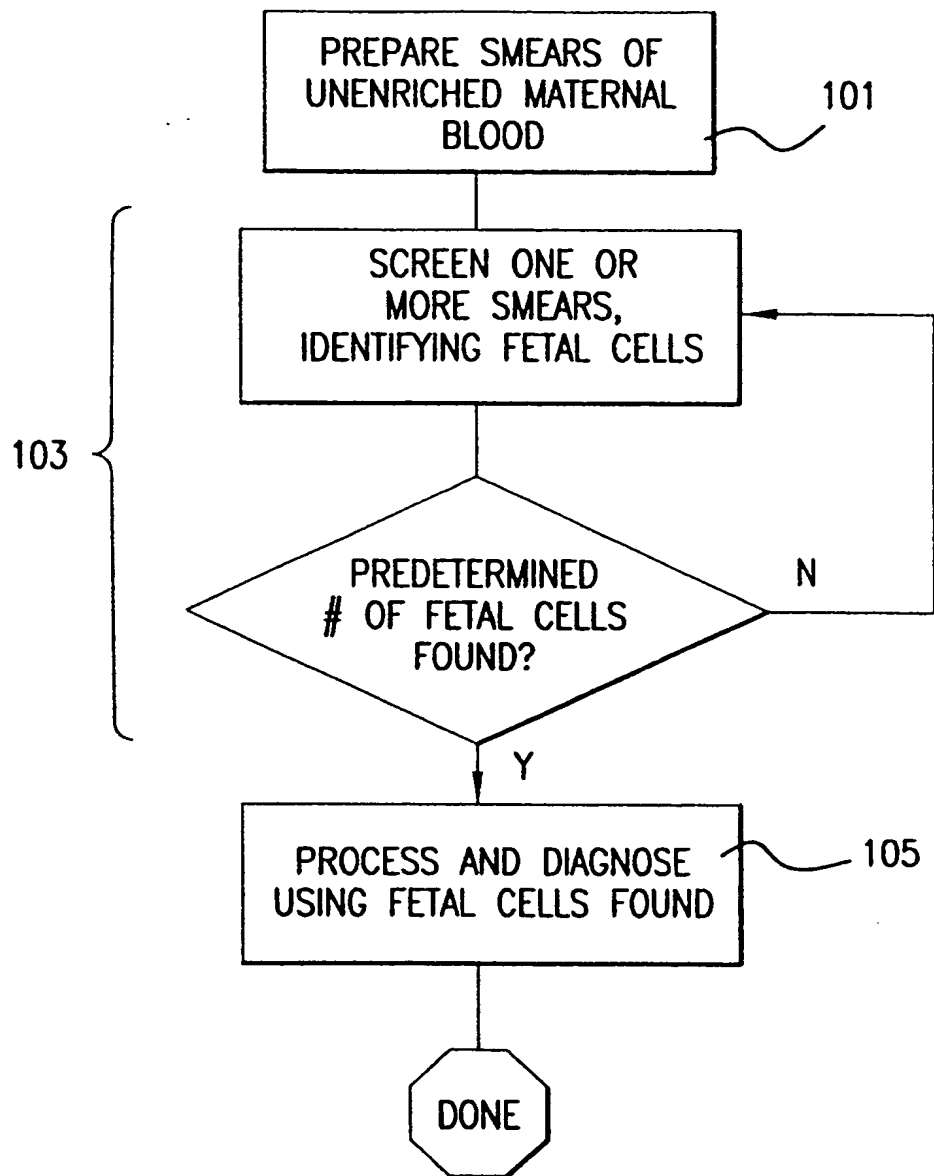 PREPARE SMEARS OF
UNENRICHED MATERNAL
BLOOD
101
SCREEN ONE OR
MORE SMEARS,
IDENTIFYING FETAL CELLS
103
PREDETERMINED
# OF FETAL CELLS
FOUND?
N
Y
PROCESS AND DIAGNOSE
USING FETAL CELLS FOUND
105
DONE